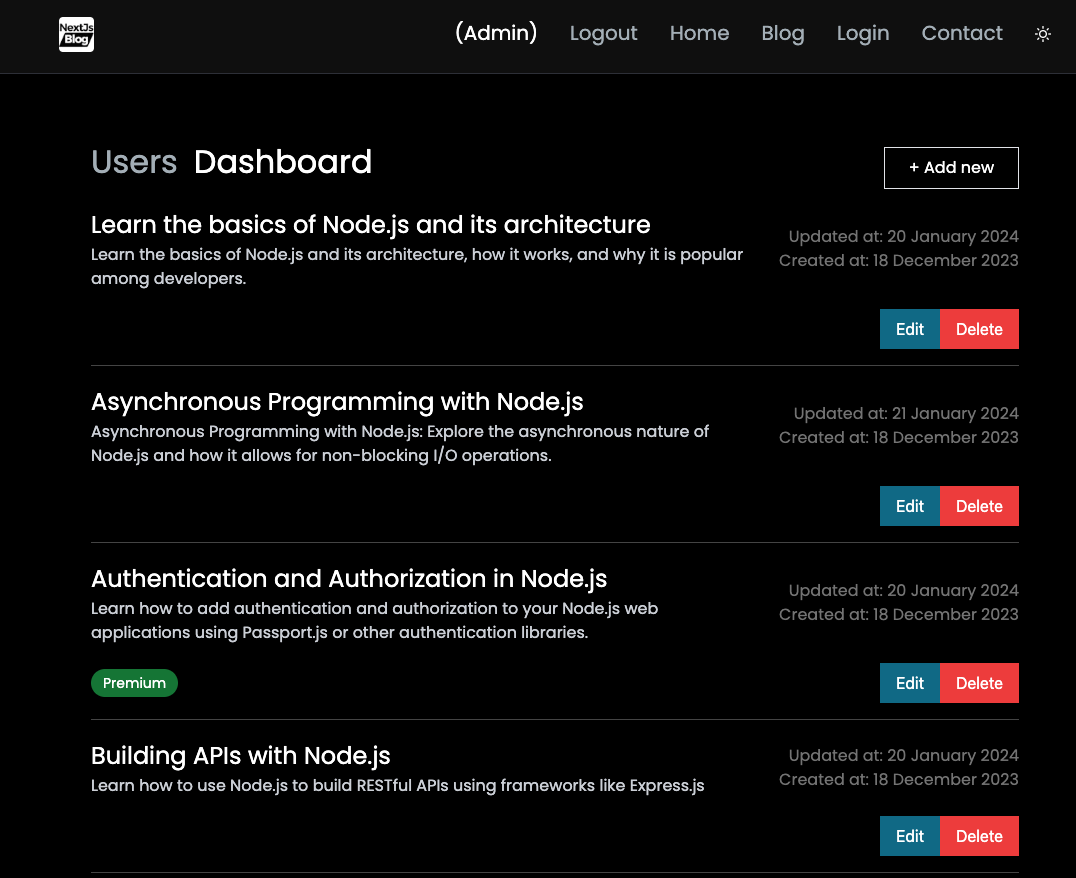 NextJs
Blog
(Admin) Logout Home Blog Login Contact
Users Dashboard
+ Add new
Learn the basics of Node.js and its architecture
Learn the basics of Node.js and its architecture, how it works, and why it is popular
among developers.
Updated at: 20 January 2024
Created at: 18 December 2023
Edit Delete
Asynchronous Programming with Node.js
Asynchronous Programming with Node.js: Explore the asynchronous nature of
Node.js and how it allows for non-blocking I/O operations.
Updated at: 21 January 2024
Created at: 18 December 2023
Edit Delete
Authentication and Authorization in Node.js
Learn how to add authentication and authorization to your Node.js web
applications using Passport.js or other authentication libraries.
Updated at: 20 January 2024
Created at: 18 December 2023
Premium
Edit Delete
Building APIs with Node.js
Learn how to use Node.js to build RESTful APIs using frameworks like Express.js
Updated at: 20 January 2024
Created at: 18 December 2023
Edit Delete